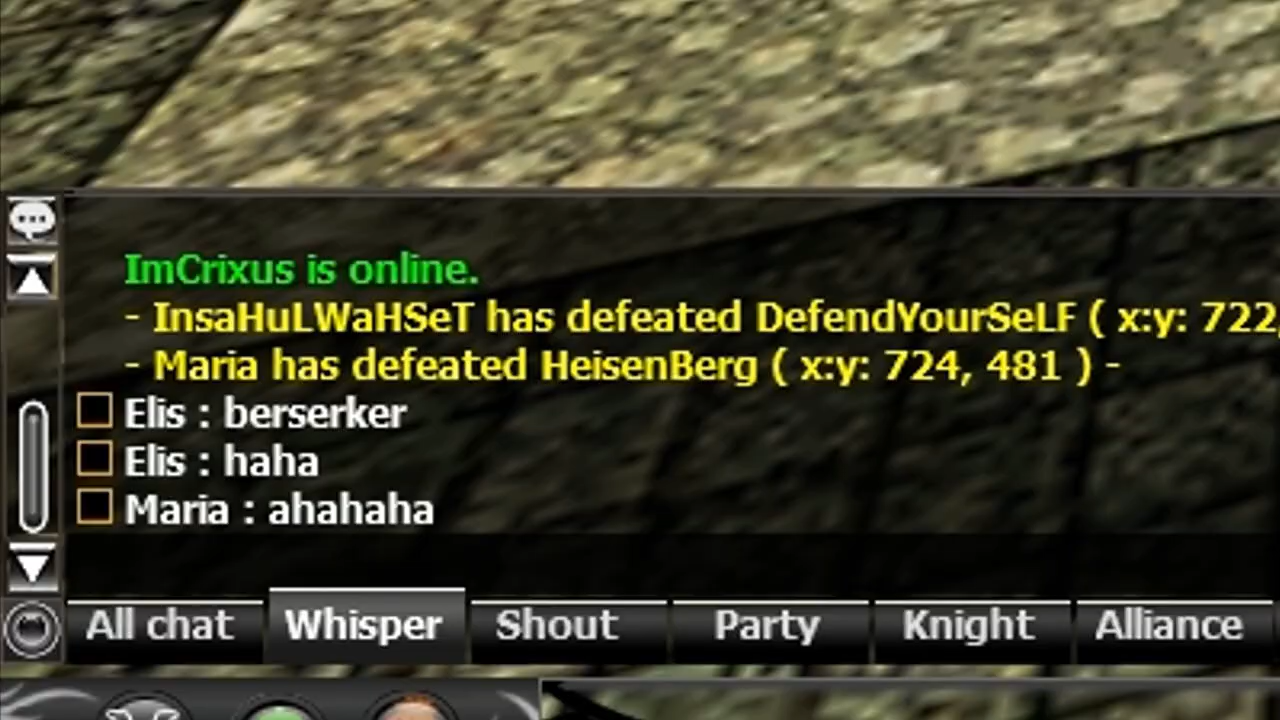 ImCrixus is online.
- InsaHuLWaHSeT has defeated DefendYourSeLF ( x:y: 722,
- Maria has defeated HeisenBerg ( x:y: 724, 481 ) -
Elis : berserker
Elis : haha
Maria : ahahaha
All chat Whisper Shout Party Knight Alliance